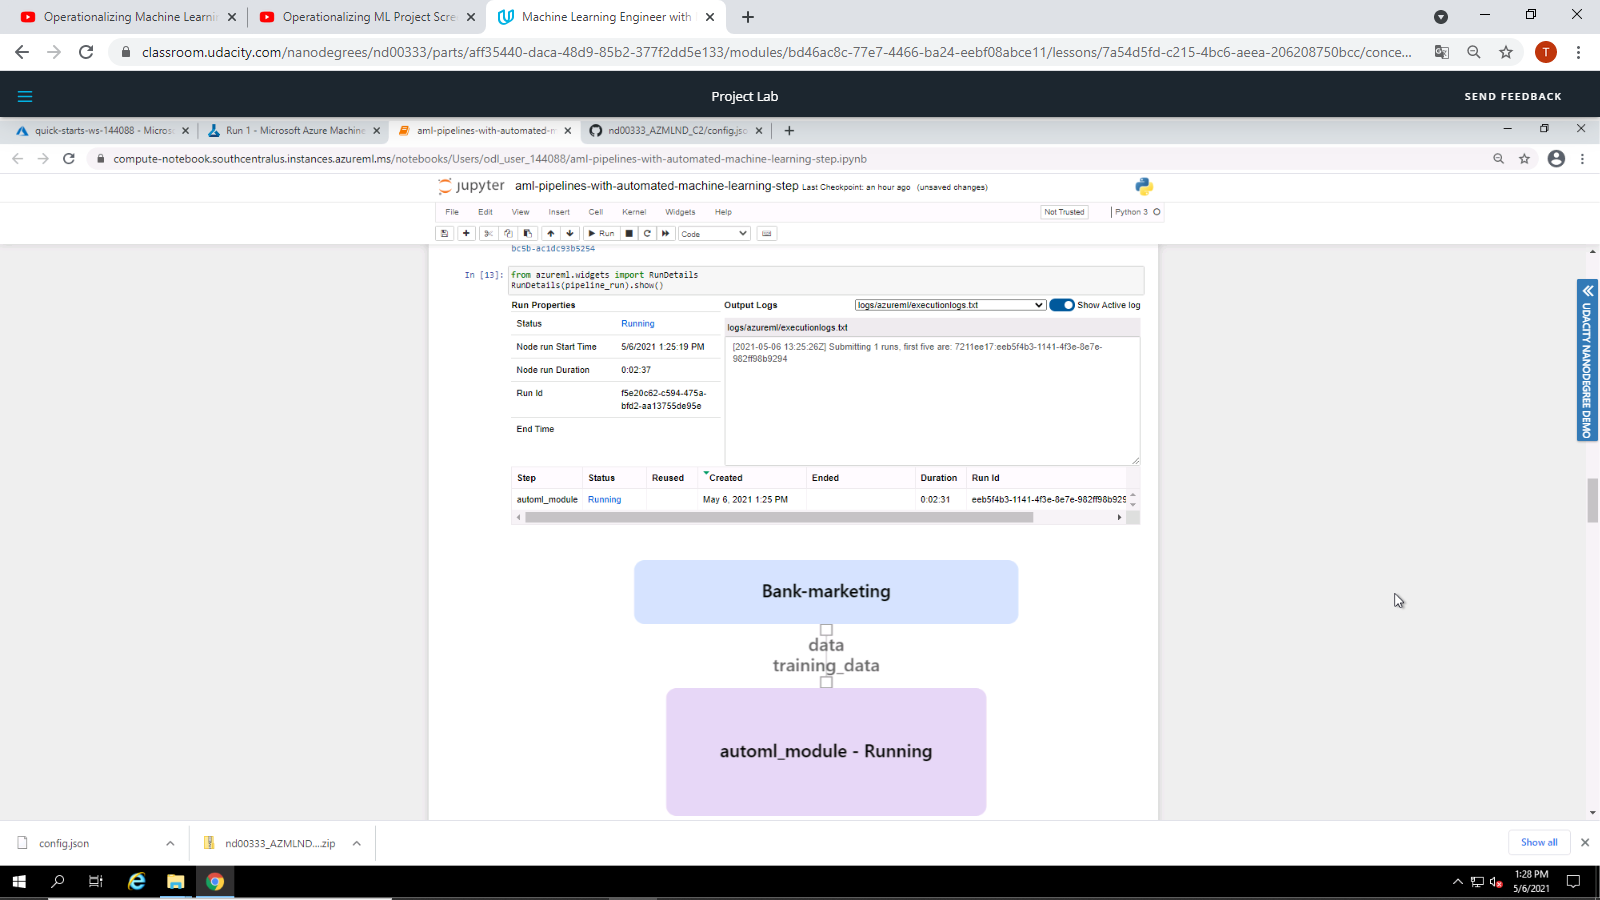 Operationalizing Machine Learni
Operationalizing ML Project Scre
Machine Learning Engineer with
classroom.udacity.com/nanodegrees/nd00333/parts/aff35440-daca-48d9-85b2-377f2dd5e133/modules/bd46ac8c-77e7-4466-ba24-eebf08abce11/lessons/7a54d5fd-c215-4bc6-aeea-206208750bcc/conce...
T
Project Lab
SEND FEEDBACK
quick-starts-ws-144088 - Micros
Run 1 - Microsoft Azure Machine
aml-pipelines-with-automated-m
nd00333_AZMLND_C2/config.jso
compute-notebook.southcentralus.instances.azureml.ms/notebooks/Users/odl_user_144088/aml-pipelines-with-automated-machine-learning-step.ipynb
jupyter aml-pipelines-with-automated-machine-learning-step Last Checkpoint: an hour ago (unsaved changes)
File Edit View Insert Cell Kernel Widgets Help Not Trusted Python 3
Run Code
bc5b-ac1dc93b5254
In [13]: from azureml.widgets import RunDetails
RunDetails(pipeline_run).show()
Run Properties
Output Logs logs/azureml/executionlogs.txt Show Active log
Status Running
Node run Start Time 5/6/2021 1:25:19 PM
Node run Duration 0:02:37
Run Id f5e20c62-c594-475a-
bfd2-aa13755de95e
End Time
logs/azureml/executionlogs.txt
[2021-05-06 13:25:26Z] Submitting 1 runs, first five are: 7211ee17:eeb5f4b3-1141-4f3e-8e7e-
982ff98b9294
Step Status Reused Created Ended Duration Run Id
automl_module Running May 6, 2021 1:25 PM 0:02:31 eeb5f4b3-1141-4f3e-8e7e-982ff98b929
Bank-marketing
data
training_data
automl_module - Running
UDACITY NANODEGREE DEMO
config.json
nd00333_AZMLND....zip
Show all
1:28 PM
5/6/2021